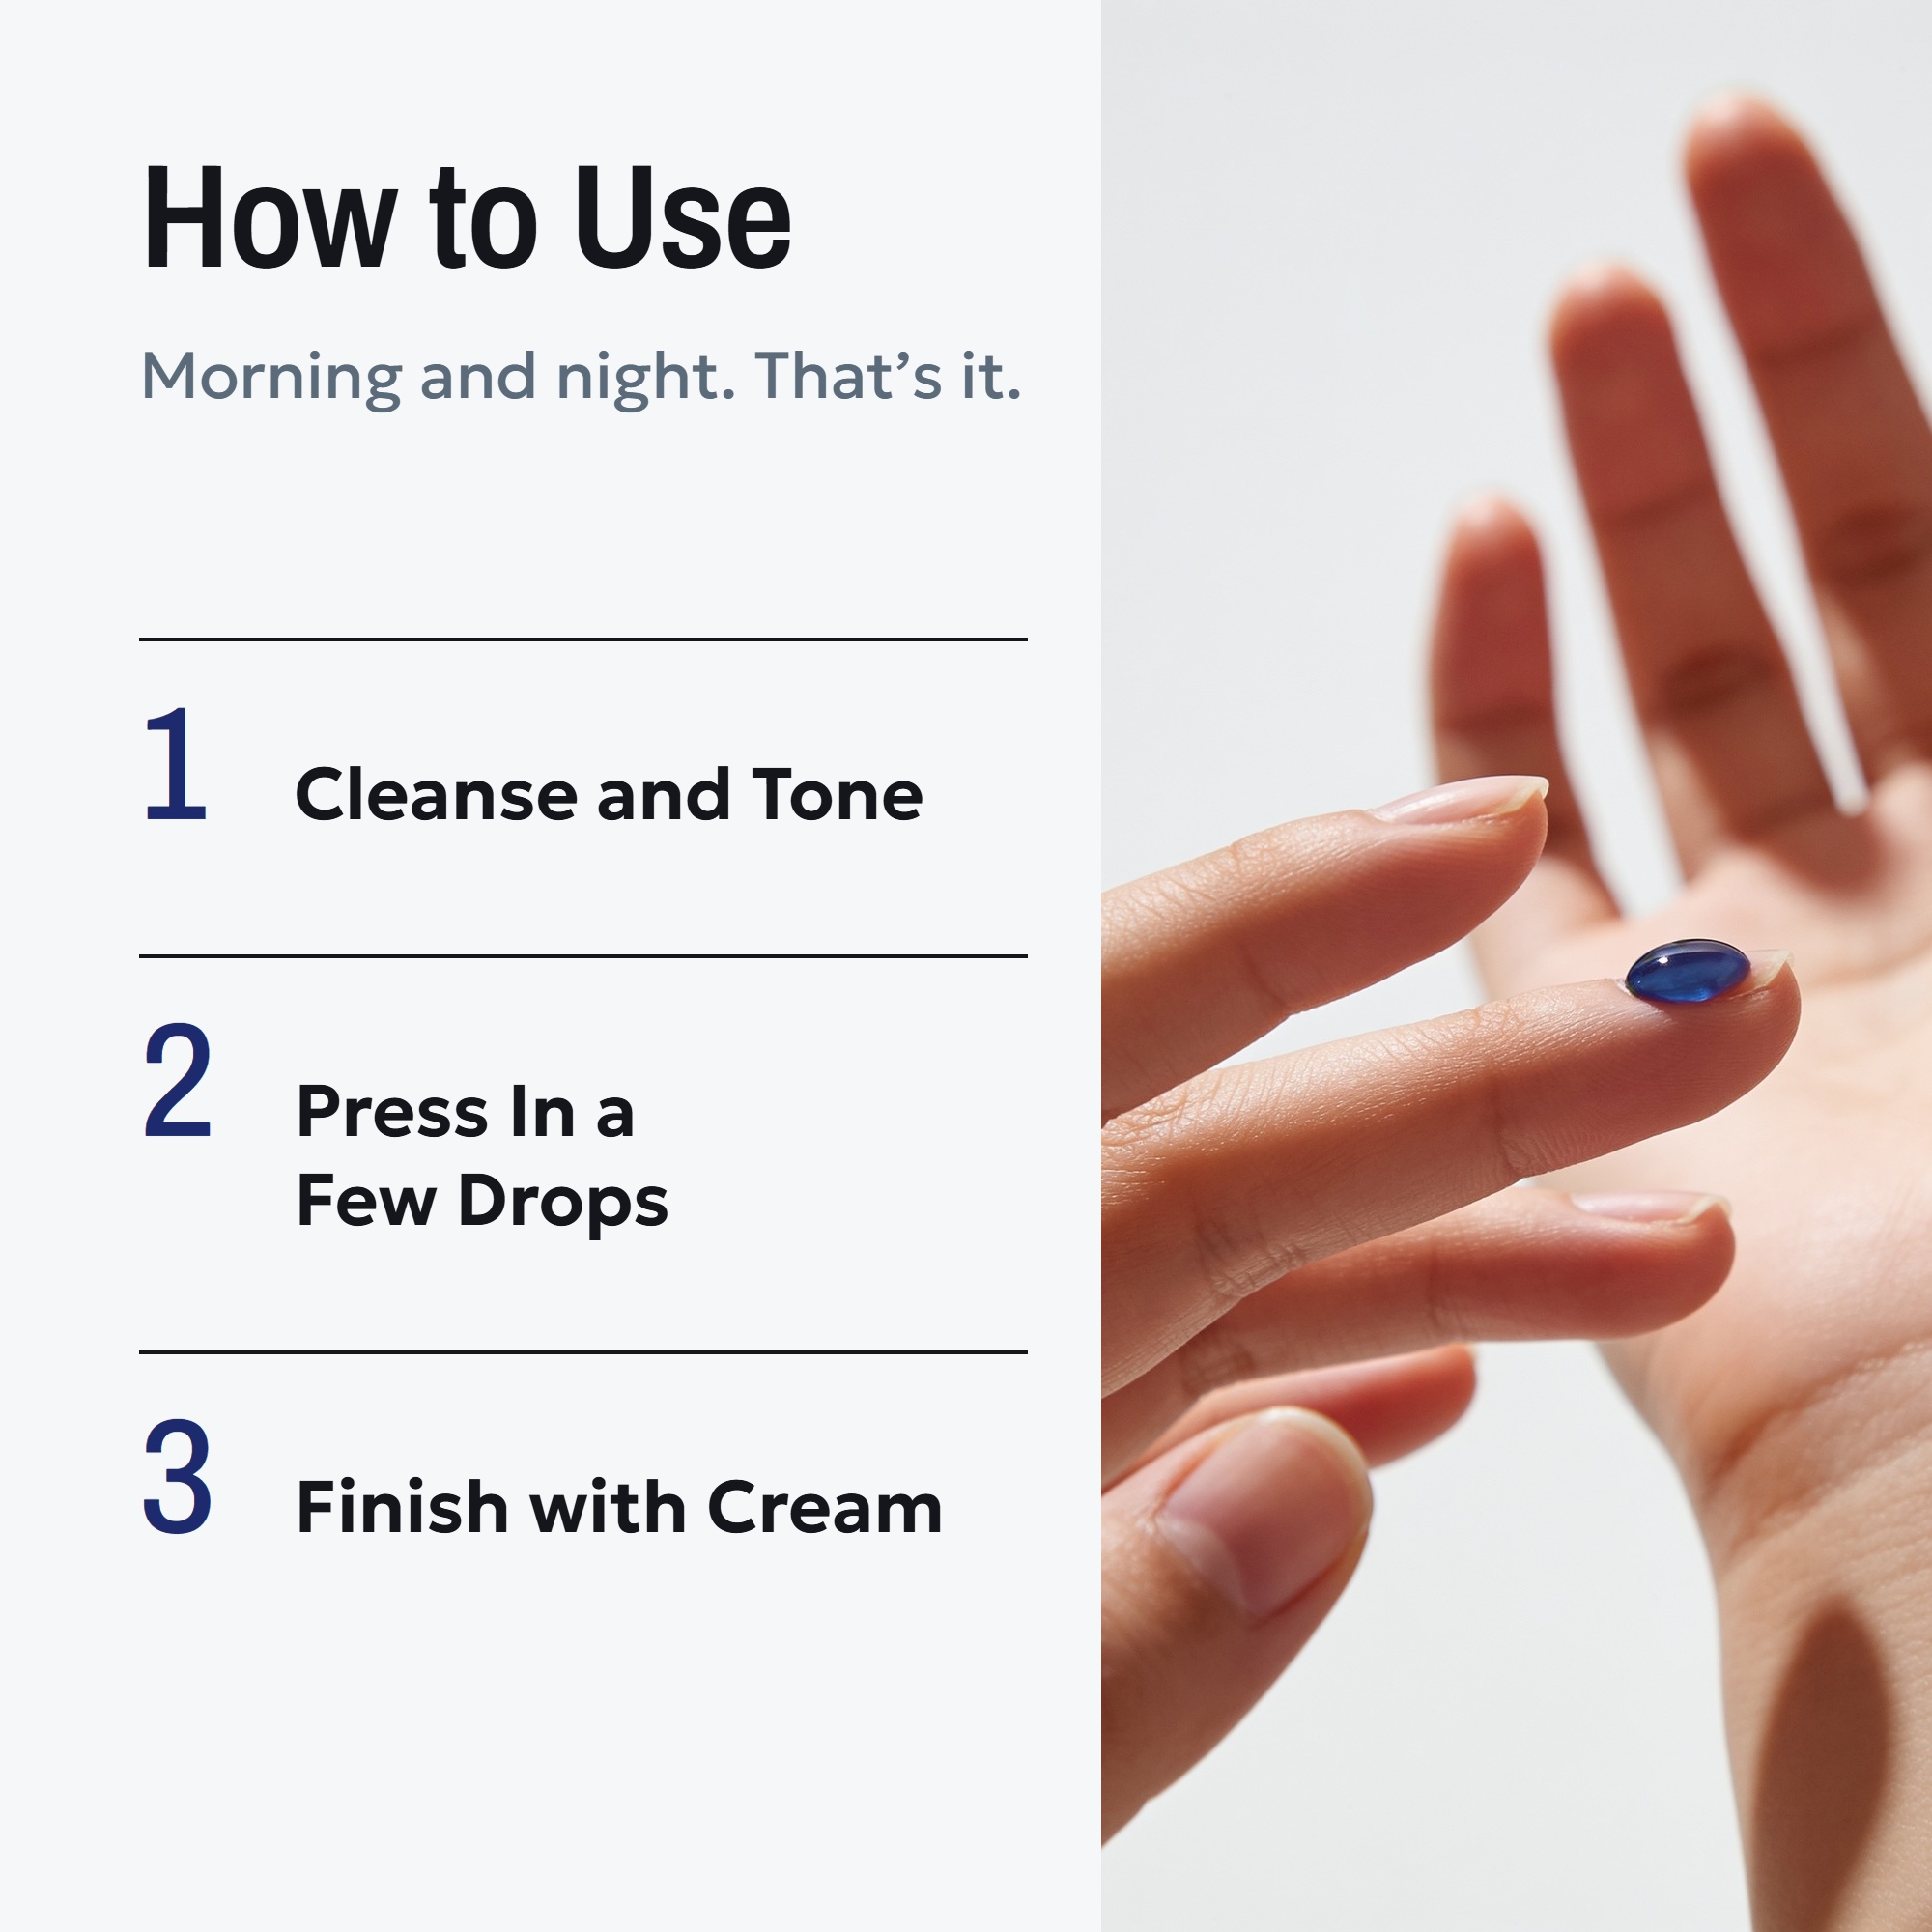 How to Use
Morning and night. That’s it.
1 Cleanse and Tone
2 Press In a
Few Drops
3 Finish with Cream